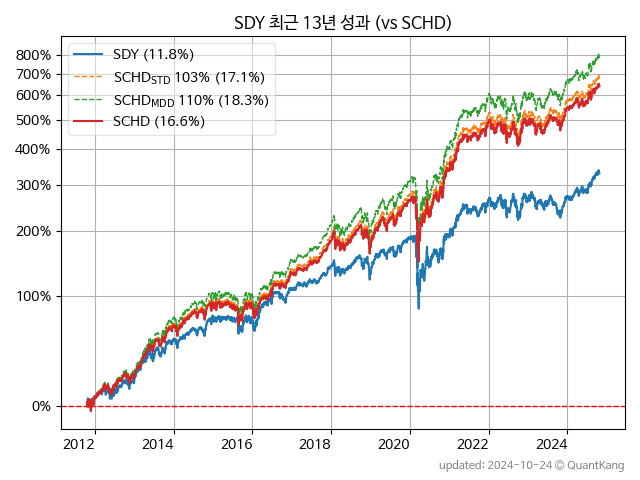 SDY 최근 13년 성과 (vs SCHD)
SDY (11.8%)
SCHD_STD 103% (17.1%)
SCHD_MDD 110% (18.3%)
SCHD (16.6%)
800%
700%
600%
500%
400%
300%
200%
100%
0%
2012 2014 2016 2018 2020 2022 2024
updated: 2024-10-24 © QuantKang